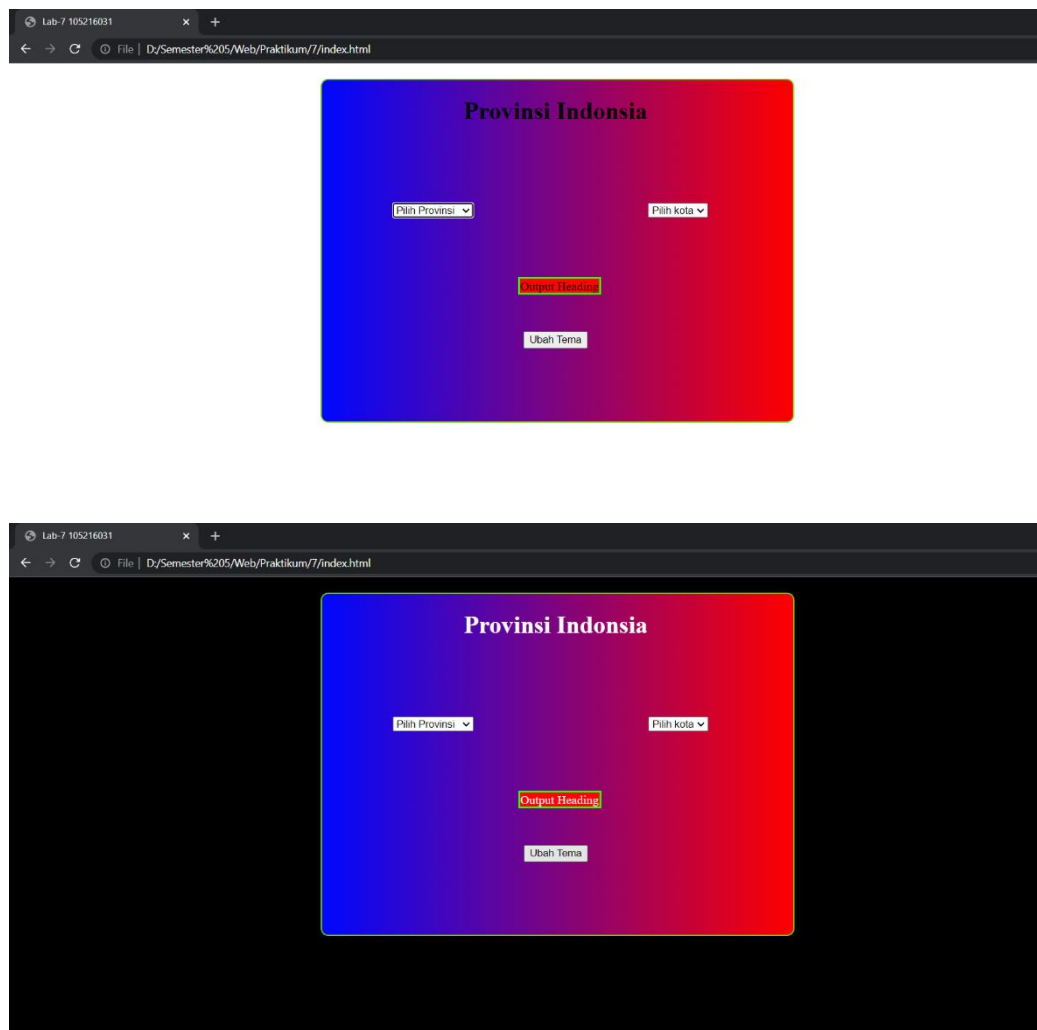 Lab-7 105216031
File | D:/Semester%205/Web/Praktikum/7/index.html
Provinsi Indonsia
Pilih Provinsi Pilih kota
Output Heading
Ubah Tema
Lab-7 105216031
File | D:/Semester%205/Web/Praktikum/7/index.html
Provinsi Indonsia
Pilih Provinsi Pilih kota
Output Heading
Ubah Tema